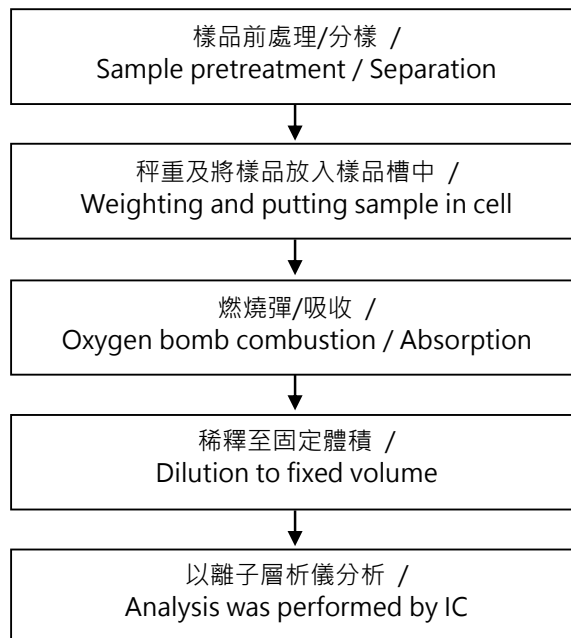 樣品前處理/分樣 /
Sample pretreatment / Separation
秤重及將樣品放入樣品槽中 /
Weighting and putting sample in cell
燃燒彈/吸收 /
Oxygen bomb combustion / Absorption
稀釋至固定體積 /
Dilution to fixed volume
以離子層析儀分析 /
Analysis was performed by IC